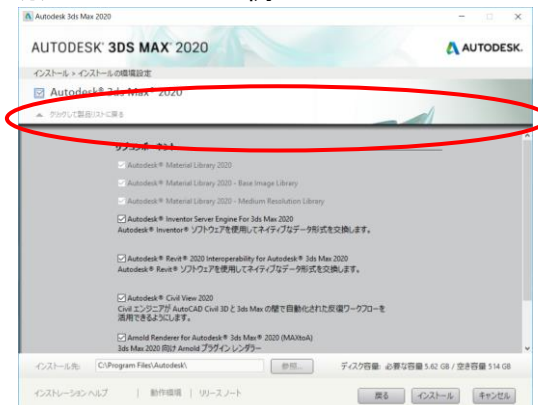 Autodesk 3ds Max 2020
AUTODESK® 3DS MAX® 2020
AUTODESK.
インストール > インストールの環境設定
Autodesk® 3ds Max® 2020
クリックして製品リストに戻る
サブコンポーネント
Autodesk® Material Library 2020
Autodesk® Material Library 2020 - Base Image Library
Autodesk® Material Library 2020 - Medium Resolution Library
Autodesk® Inventor Server Engine For 3ds Max 2020
Autodesk® Inventor® ソフトウェアを使用してネイティブなデータ形式を交換します。
Autodesk® Revit® 2020 Interoperability for Autodesk® 3ds Max 2020
Autodesk® Revit® ソフトウェアを使用してネイティブなデータ形式を交換します。
Autodesk® Civil View 2020
Civil エンジニアが AutoCAD Civil 3D と 3ds Max の間で自動化された反復ワークフローを
活用できるようにします。
Arnold Renderer for Autodesk® 3ds Max® 2020 (MAXtoA)
3ds Max 2020 向け Arnold プラグイン レンダラー
インストール先: C:\Program Files\Autodesk\ 参照... ディスク容量: 必要な容量 5.62 GB / 空き容量 514 GB
インストレーション ヘルプ | 動作環境 | リリース ノート 戻る インストール キャンセル